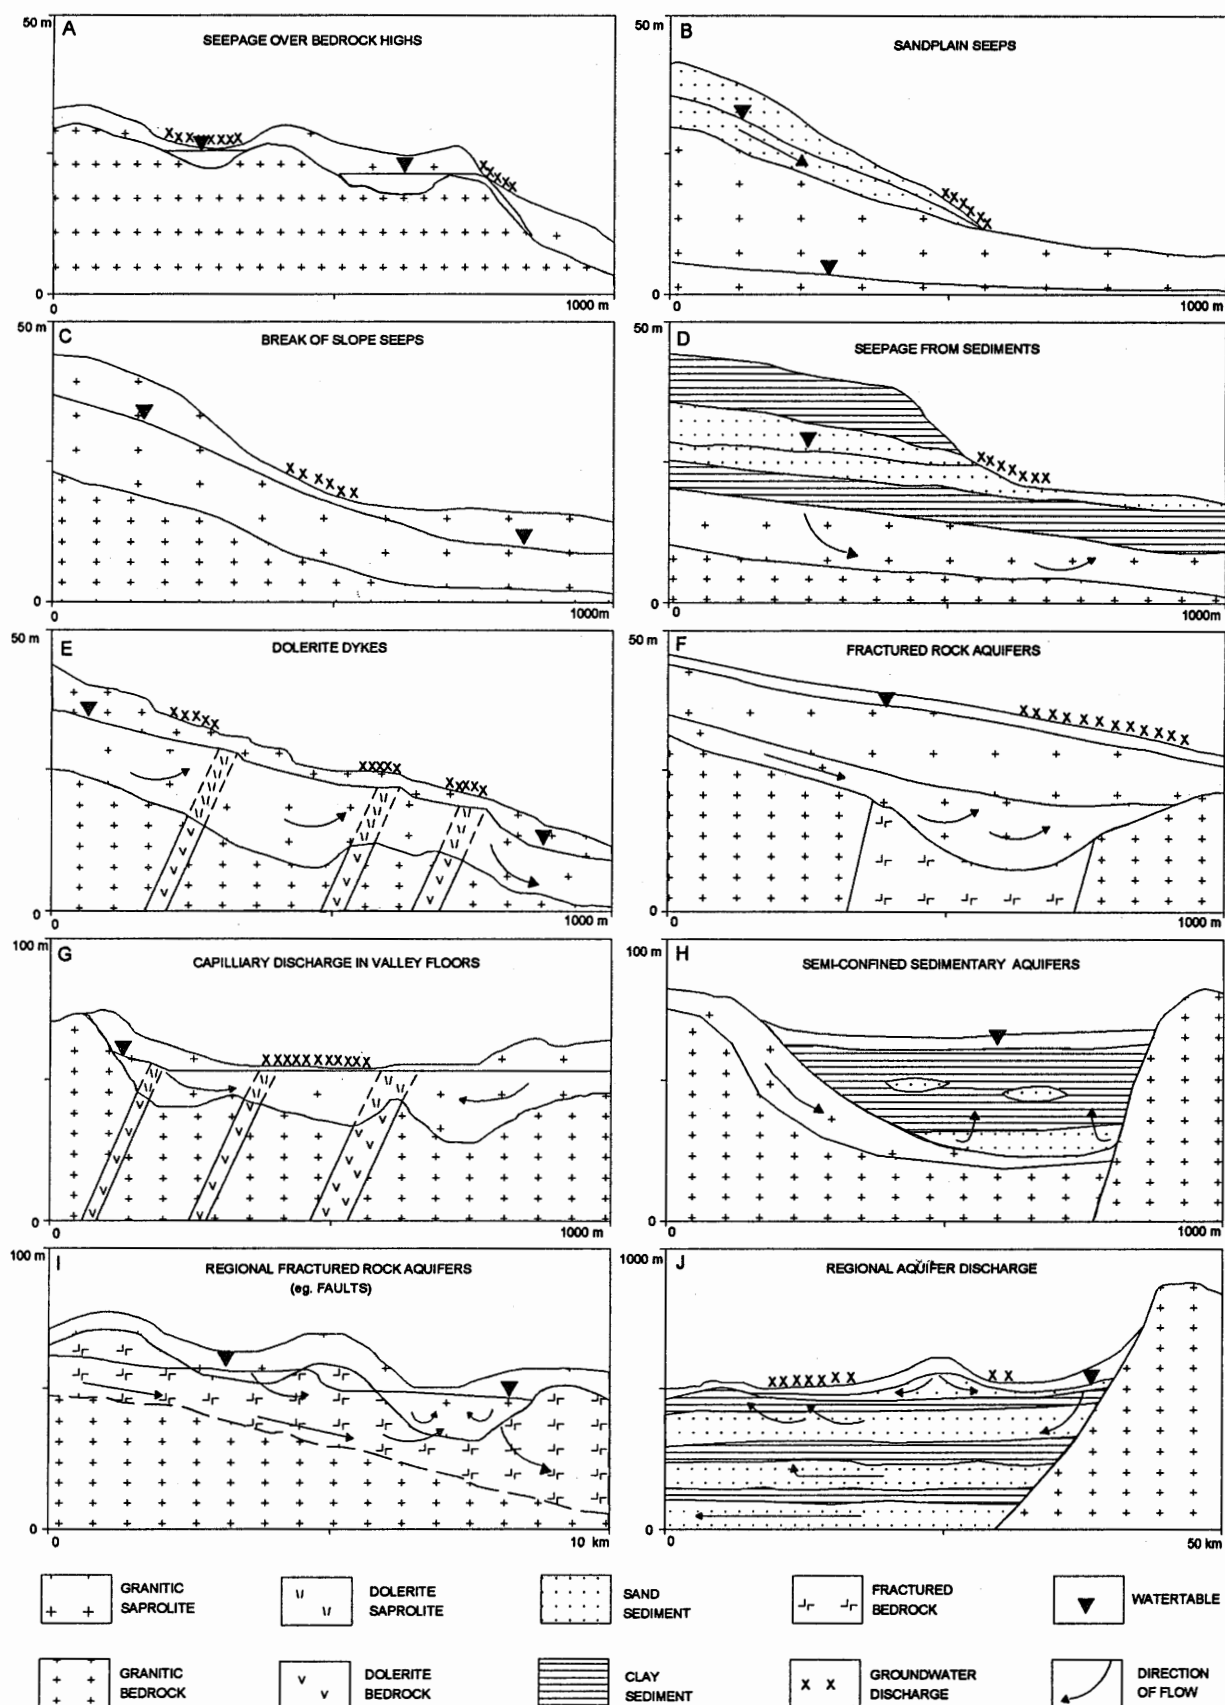 50 m
A
SEEPAGE OVER BEDROCK HIGHS
0
0
1000 m
50 m
B
SANDPLAIN SEEPS
0
0
1000 m
50 m
C
BREAK OF SLOPE SEEPS
0
0
1000m
50 m
D
SEEPAGE FROM SEDIMENTS
0
0
1000m
50 m
E
DOLERITE DYKES
0
0
1000 m
50 m
F
FRACTURED ROCK AQUIFERS
0
0
1000 m
100 m
G
CAPILLIARY DISCHARGE IN VALLEY FLOORS
0
0
1000 m
100 m
H
SEMI-CONFINED SEDIMENTARY AQUIFERS
0
0
1000 m
100 m
I
REGIONAL FRACTURED ROCK AQUIFERS
(eg. FAULTS)
0
0
10 km
1000 m
J
REGIONAL AQUIFER DISCHARGE
0
0
50 km
GRANITIC
SAPROLITE
DOLERITE
SAPROLITE
SAND
SEDIMENT
FRACTURED
BEDROCK
WATERTABLE
GRANITIC
BEDROCK
DOLERITE
BEDROCK
CLAY
SEDIMENT
GROUNDWATER
DISCHARGE
DIRECTION
OF FLOW